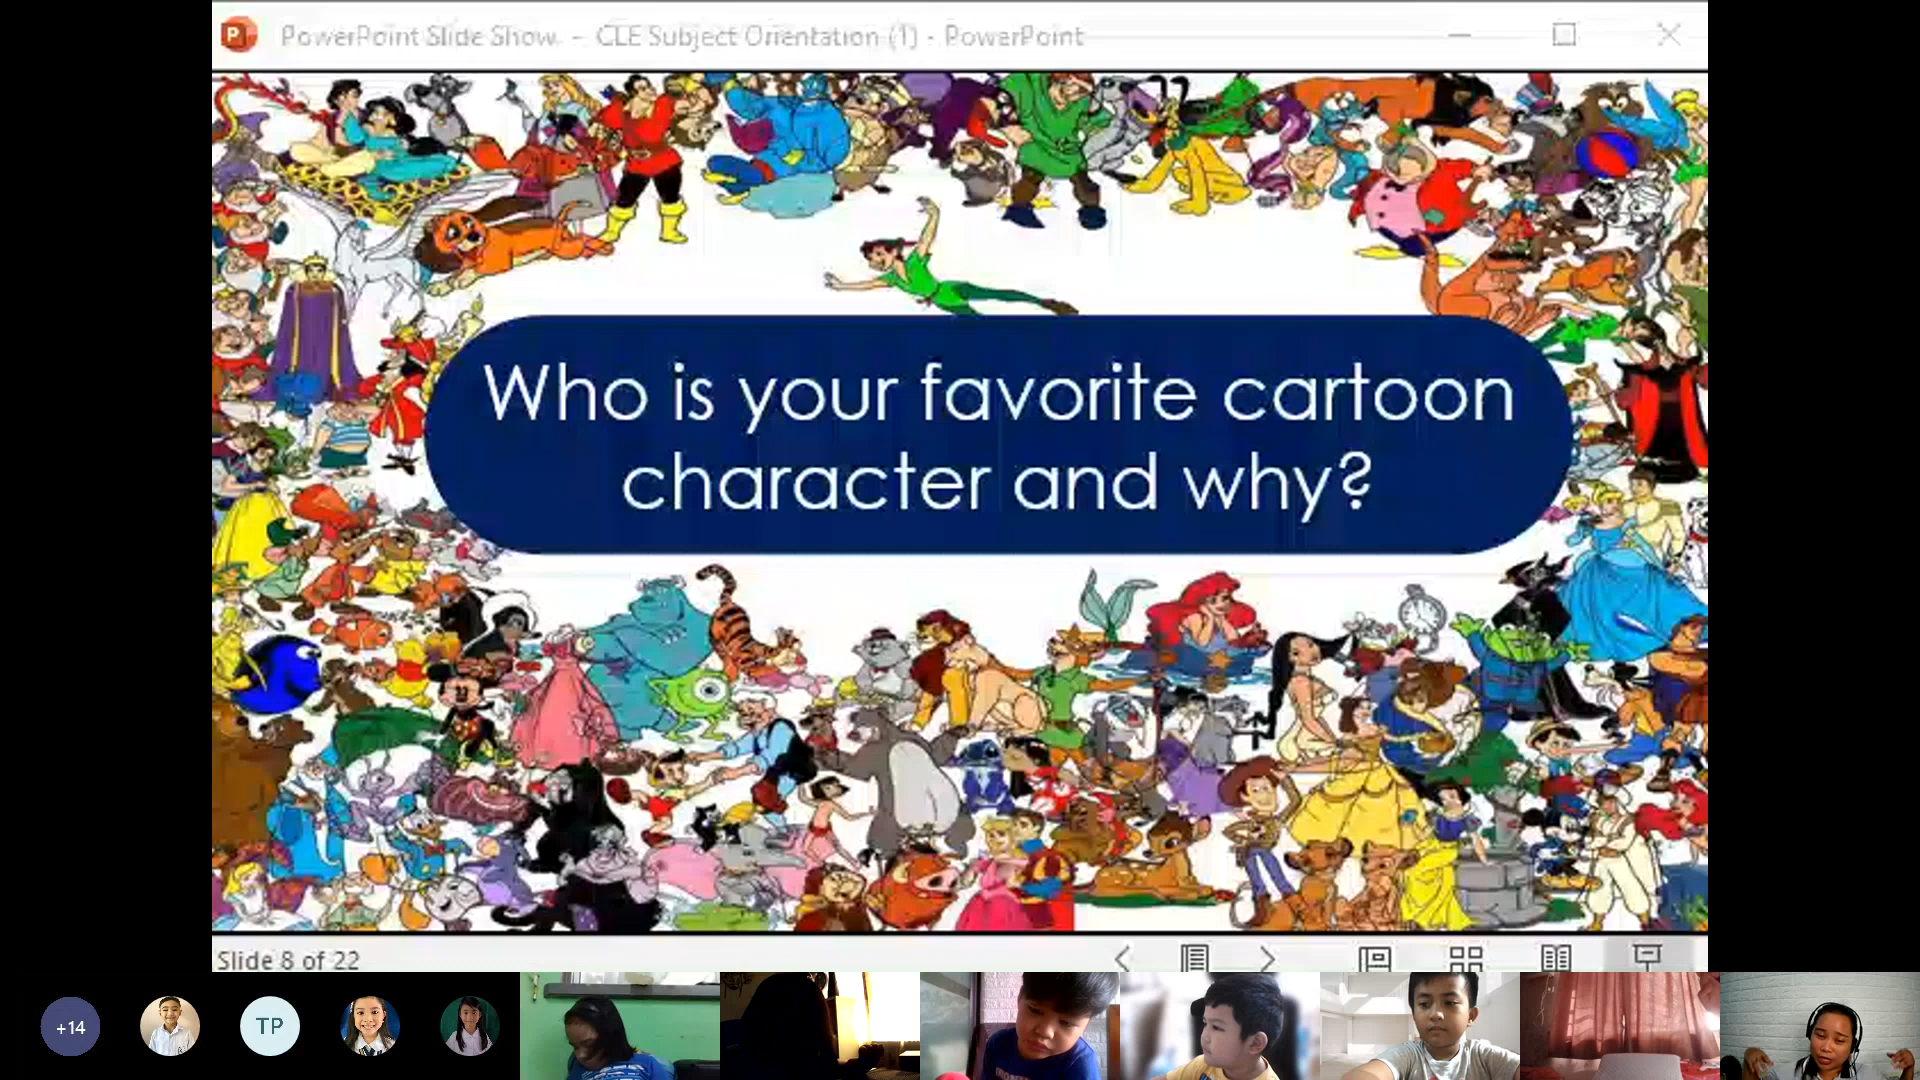 PowerPoint Slide Show - CLE Subject Orientation (1) - PowerPoint
Who is your favorite cartoon
character and why?
Slide 8 of 22
+14
TP